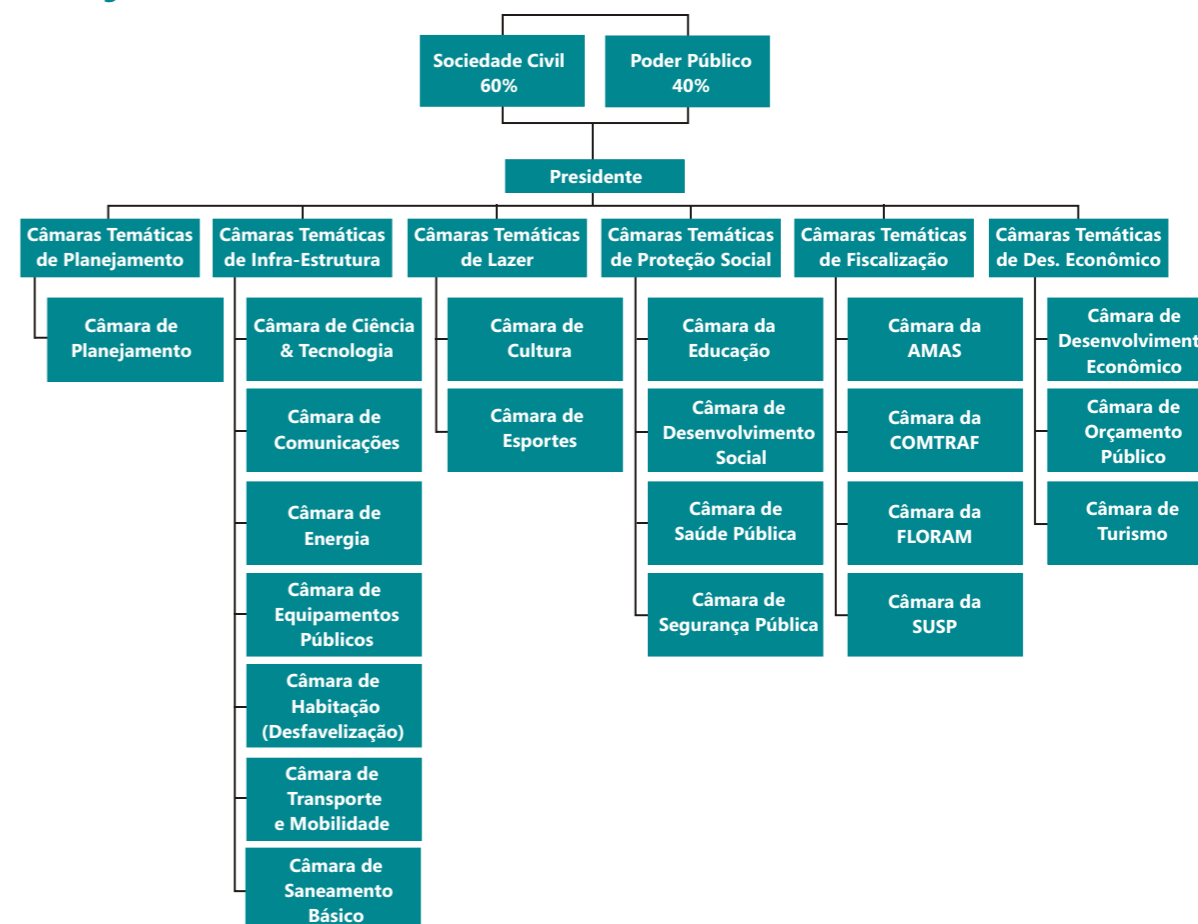 Sociedade Civil
60%
Poder Público
40%
Presidente
Câmaras Temáticas
de Planejamento
Câmaras Temáticas
de Infra-Estrutura
Câmaras Temáticas
de Lazer
Câmaras Temáticas
de Proteção Social
Câmaras Temáticas
de Fiscalização
Câmaras Temáticas
de Des. Econômico
Câmara de
Planejamento
Câmara de Ciência
& Tecnologia
Câmara de
Comunicações
Câmara de
Energia
Câmara de
Equipamentos
Públicos
Câmara de
Habitação
(Desfavelização)
Câmara de
Transporte
e Mobilidade
Câmara de
Saneamento
Básico
Câmara de
Cultura
Câmara de
Esportes
Câmara da
Educação
Câmara de
Desenvolvimento
Social
Câmara de
Saúde Pública
Câmara de
Segurança Pública
Câmara da
AMAS
Câmara da
COMTRAF
Câmara da
FLORAM
Câmara da
SUSP
Câmara de
Desenvolviment
Econômico
Câmara de
Orçamento
Público
Câmara de
Turismo